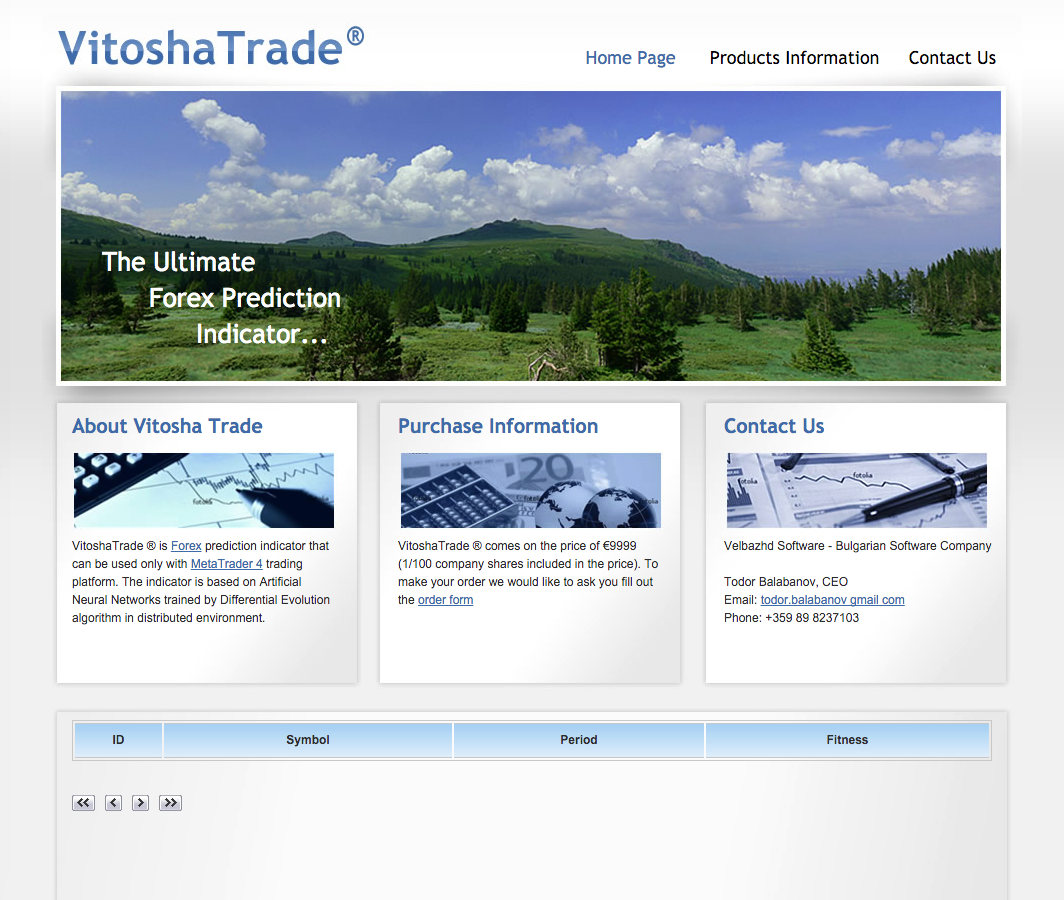 VitoshaTrade®
Home Page Products Information Contact Us
The Ultimate
Forex Prediction
Indicator...
About Vitosha Trade
fotolia
VitoshaTrade ® is Forex prediction indicator that
can be used only with MetaTrader 4 trading
platform. The indicator is based on Artificial
Neural Networks trained by Differential Evolution
algorithm in distributed environment.
Purchase Information
20
VitoshaTrade ® comes on the price of €9999
(1/100 company shares included in the price). To
make your order we would like to ask you fill out
the order form
Contact Us
fotolia
Velbazhd Software - Bulgarian Software Company
Todor Balabanov, CEO
Email: todor.balabanov gmail com
Phone: +359 89 8237103
ID Symbol Period Fitness